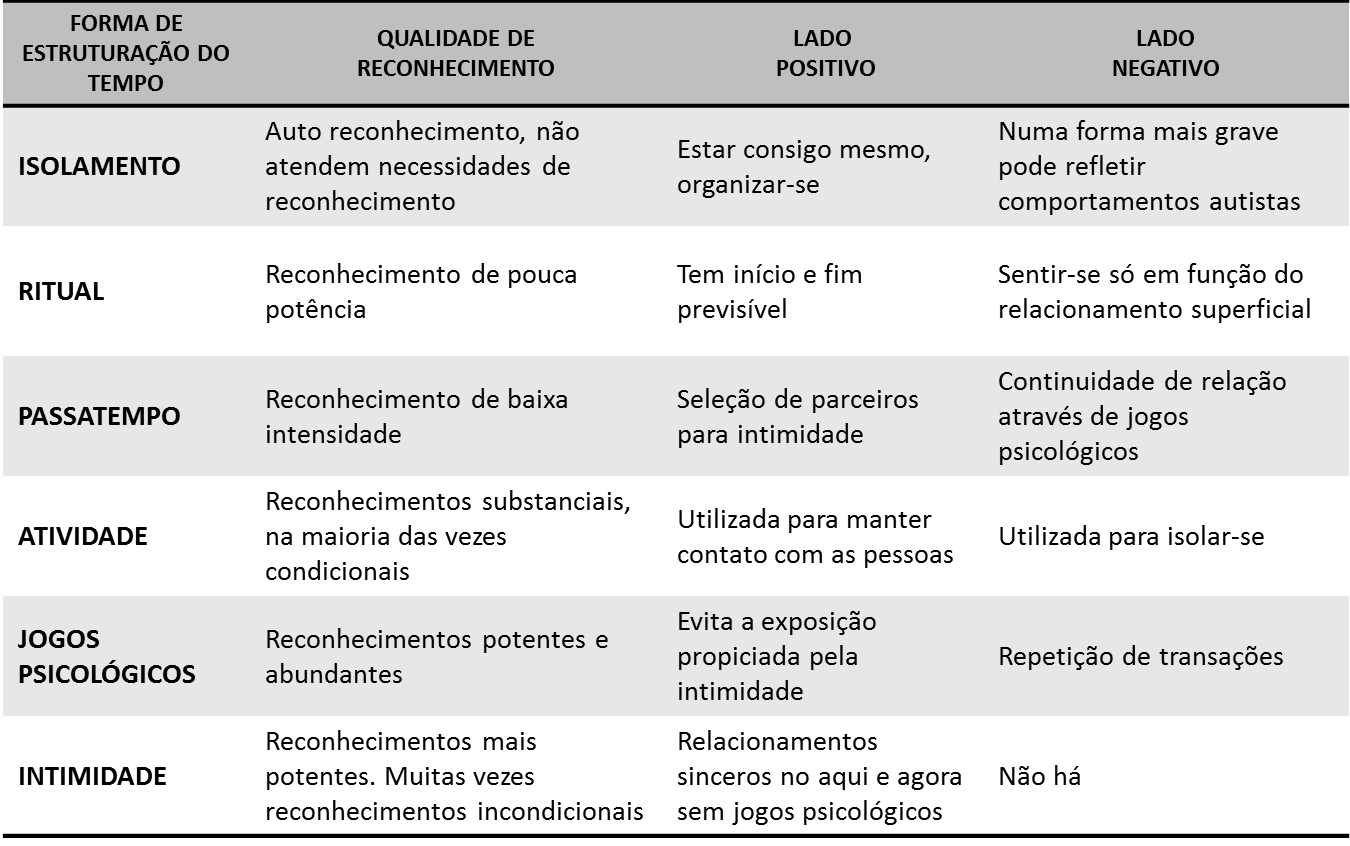 FORMA DE
ESTRUTURAÇÃO DO
TEMPO
QUALIDADE DE
RECONHECIMENTO
LADO
POSITIVO
LADO
NEGATIVO
ISOLAMENTO
Auto reconhecimento, não
atendem necessidades de
reconhecimento
Estar consigo mesmo,
organizar-se
Numa forma mais grave
pode refletir
comportamentos autistas
RITUAL
Reconhecimento de pouca
potência
Tem início e fim
previsível
Sentir-se só em função do
relacionamento superficial
PASSATEMPO
Reconhecimento de baixa
intensidade
Seleção de parceiros
para intimidade
Continuidade de relação
através de jogos
psicológicos
ATIVIDADE
Reconhecimentos substanciais,
na maioria das vezes
condicionais
Utilizada para manter
contato com as pessoas
Utilizada para isolar-se
JOGOS
PSICOLÓGICOS
Reconhecimentos potentes e
abundantes
Evita a exposição
propiciada pela
intimidade
Repetição de transações
INTIMIDADE
Reconhecimentos mais
potentes. Muitas vezes
reconhecimentos incondicionais
Relacionamentos
sinceros no aqui e agora
sem jogos psicológicos
Não há